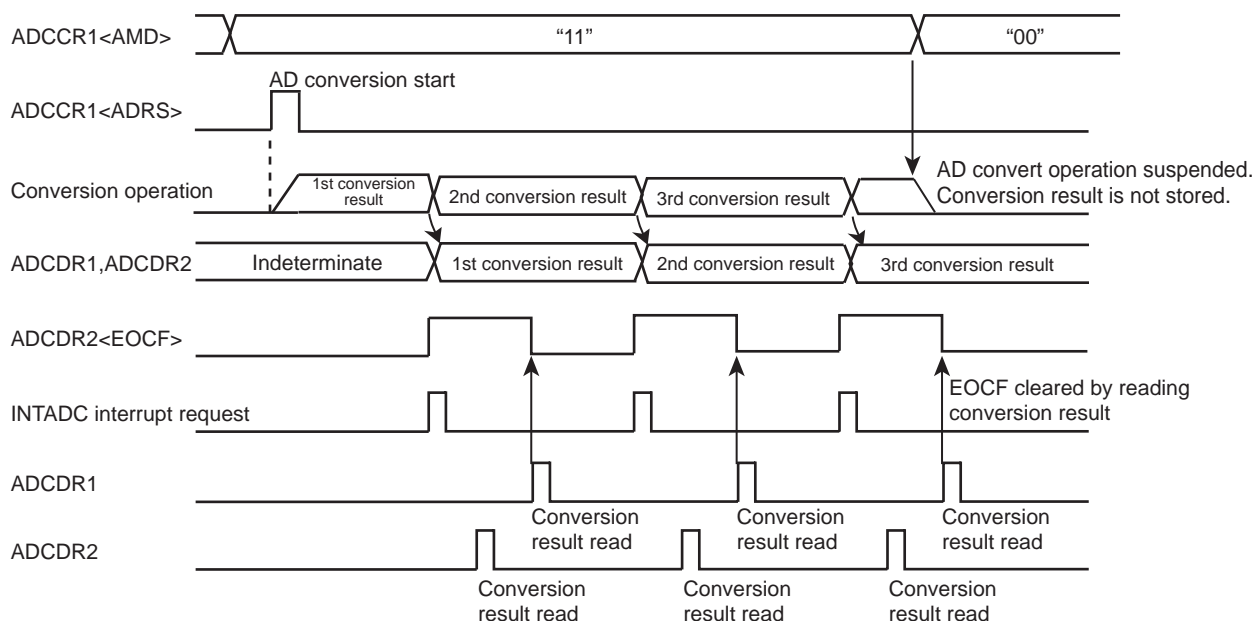 ADCCR1<AMD>
“11”
“00”
AD conversion start
ADCCR1<ADRS>
Conversion operation
1st conversion
result
2nd conversion result
3rd conversion result
AD convert operation suspended.
Conversion result is not stored.
ADCDR1,ADCDR2
Indeterminate
1st conversion result
2nd conversion result
3rd conversion result
ADCDR2<EOCF>
EOCF cleared by reading
conversion result
INTADC interrupt request
ADCDR1
Conversion
result read
Conversion
result read
Conversion
result read
ADCDR2
Conversion
result read
Conversion
result read
Conversion
result read